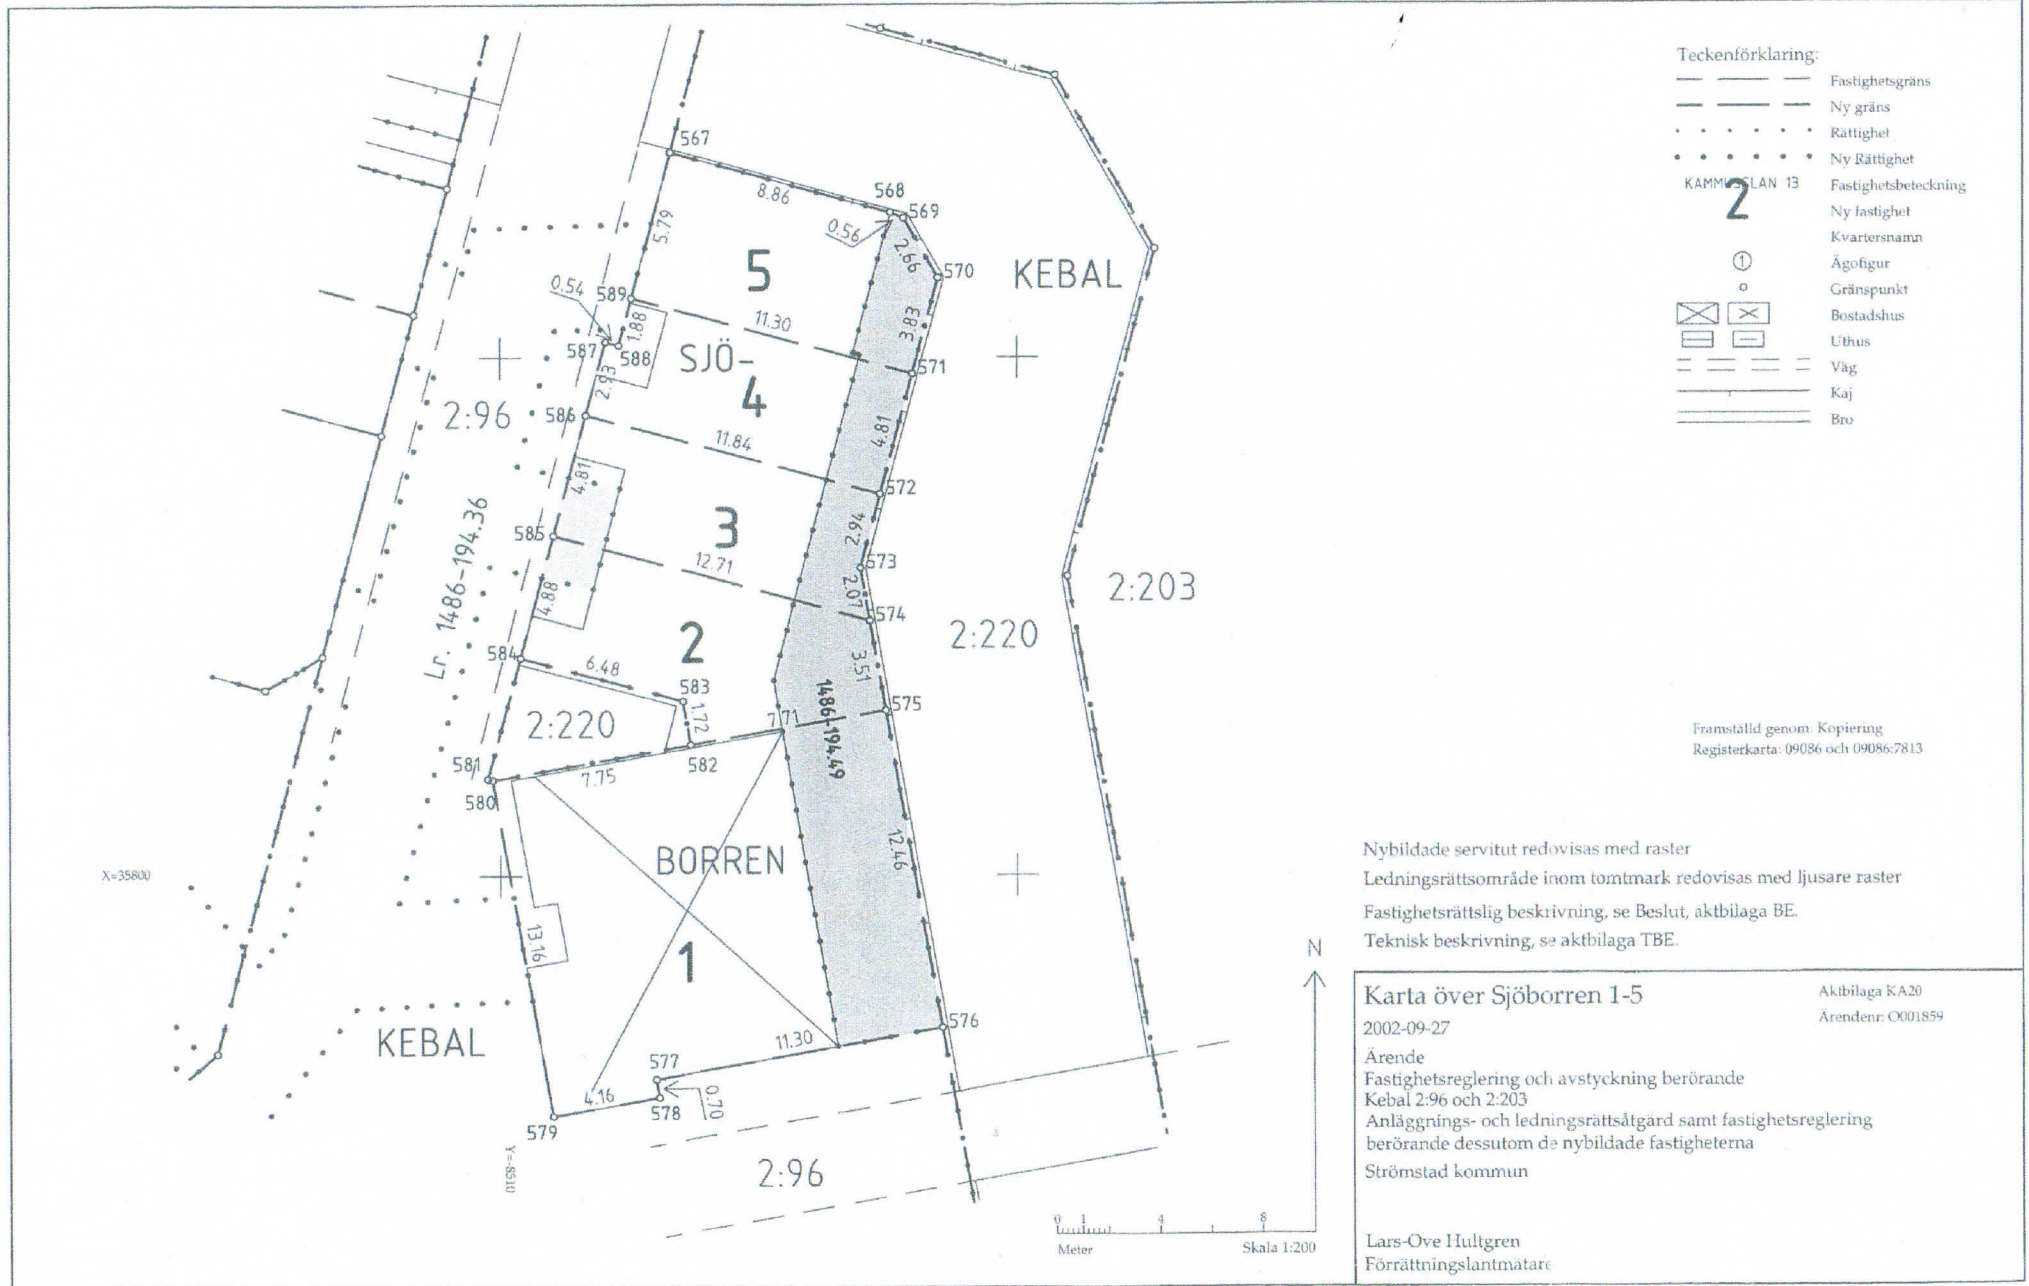 Teckenförklaring:
Fastighetsgräns
Ny gräns
Rättighet
Ny Rättighet
Fastighetsbeteckning
KAMMUSSLAN 13
2
Ny fastighet
Kvartersnamn
1
Ägofigur
Gränspunkt
Bostadshus
Uthus
Väg
Kaj
Bro
567
8.86
568
569
0.56
2.66
5.79
5
570
KEBAL
0.54
589
11.30
3.83
1.88
587
588
SJÖ-
571
2.93
4
2:96
586
11.84
4.81
4.81
572
Lr. 1486-194.36
585
3
2.94
12.71
573
2:203
2.07
4.88
574
2:220
584
6.48
2
3.51
583
1486-194.49
1.72
575
2:220
7.71
581
582
7.75
580
12.46
BORREN
X=35800
13.16
1
576
KEBAL
11.30
577
4.16
0.70
578
579
Y=-8510
2:96
Framställd genom: Kopiering
Registerkarta: 09086 och 09086:7813
Nybildade servitut redovisas med raster
Ledningsrättsområde inom tomtmark redovisas med ljusare raster
Fastighetsrättslig beskrivning, se Beslut, aktbilaga BE.
Teknisk beskrivning, se aktbilaga TBE.
N
0 1 4 8
Meter Skala 1:200
Karta över Sjöborren 1-5
Aktbilaga KA20
2002-09-27
Ärendenr: O001859
Ärende
Fastighetsreglering och avstyckning berörande
Kebal 2:96 och 2:203
Anläggnings- och ledningsrättsåtgärd samt fastighetsreglering
berörande dessutom de nybildade fastigheterna
Strömstad kommun
Lars-Ove Hultgren
Förrättningslantmätare